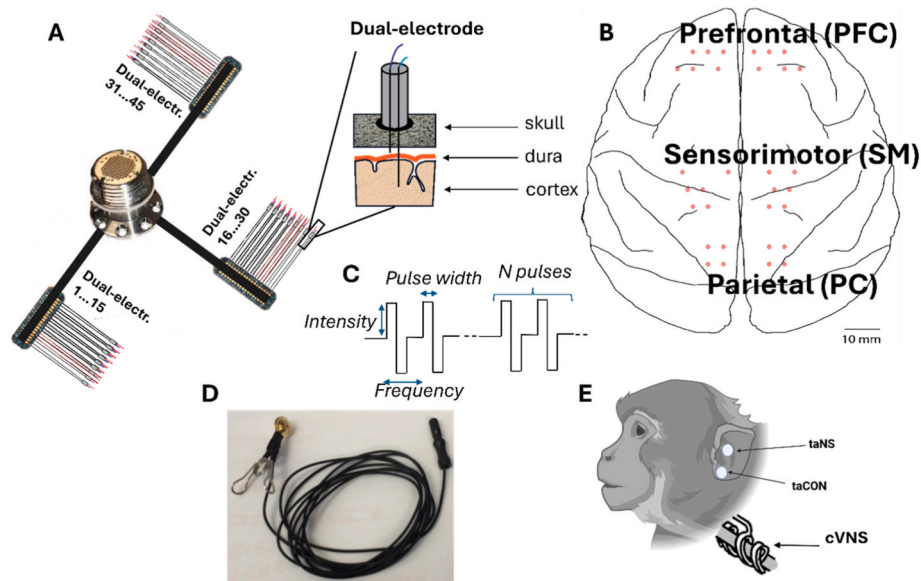 A
Dual-electr.
31...45
Dual-electrode
skull
dura
cortex
Dual-electr.
16...30
Dual-electr.
1...15
B
Prefrontal (PFC)
Sensorimotor (SM)
Parietal (PC)
10 mm
C
Pulse width
N pulses
Intensity
Frequency
D
E
taNS
taCON
cVNS